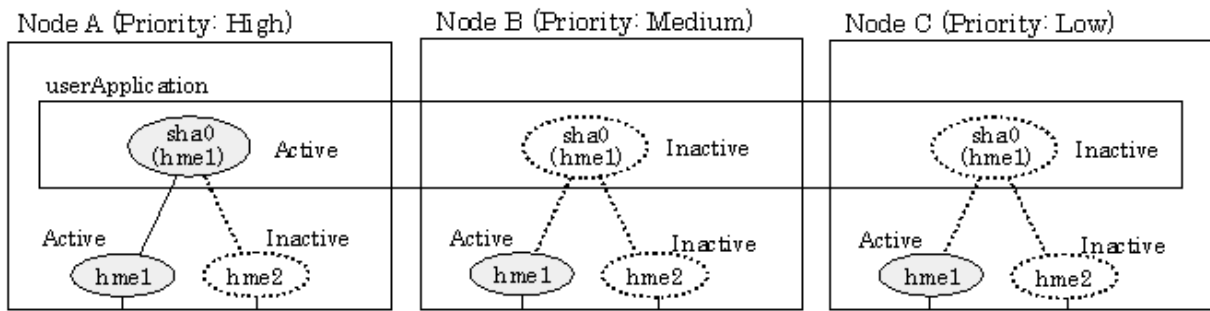 Node A (Priority: High)
Node B (Priority: Medium)
Node C (Priority: Low)
userApplication
sha0
(hme1)
Active
sha0
(hme1)
Inactive
sha0
(hme1)
Inactive
Active
Inactive
Active
Inactive
Active
Inactive
hme1
hme2
hme1
hme2
hme1
hme2